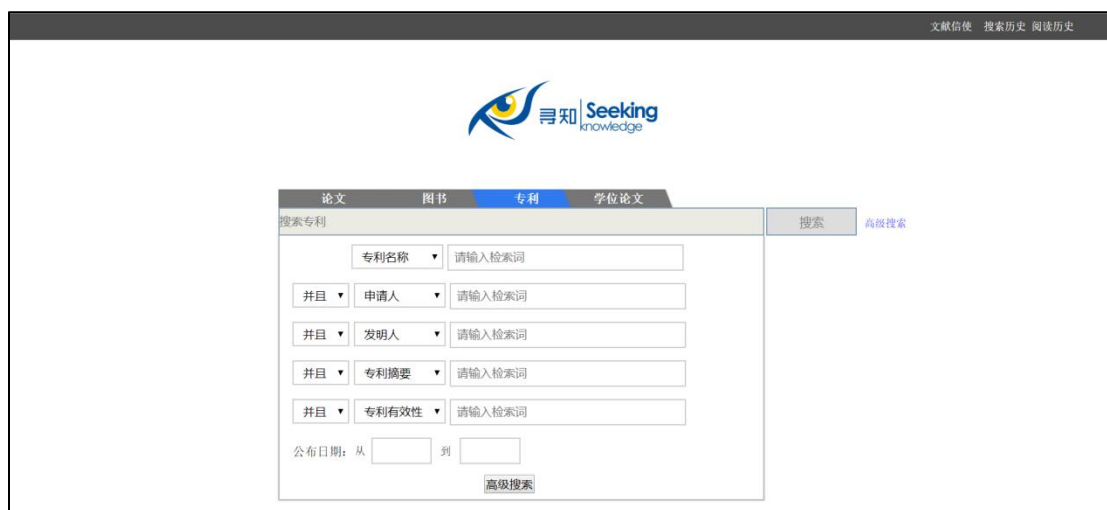 文献信使 搜索历史 阅读历史
寻知 Seeking
knowledge
论文 图书 专利 学位论文
搜索专利 搜索 高级搜索
专利名称 请输入检索词
并且 申请人 请输入检索词
并且 发明人 请输入检索词
并且 专利摘要 请输入检索词
并且 专利有效性 请输入检索词
公布日期：从 到
高级搜索